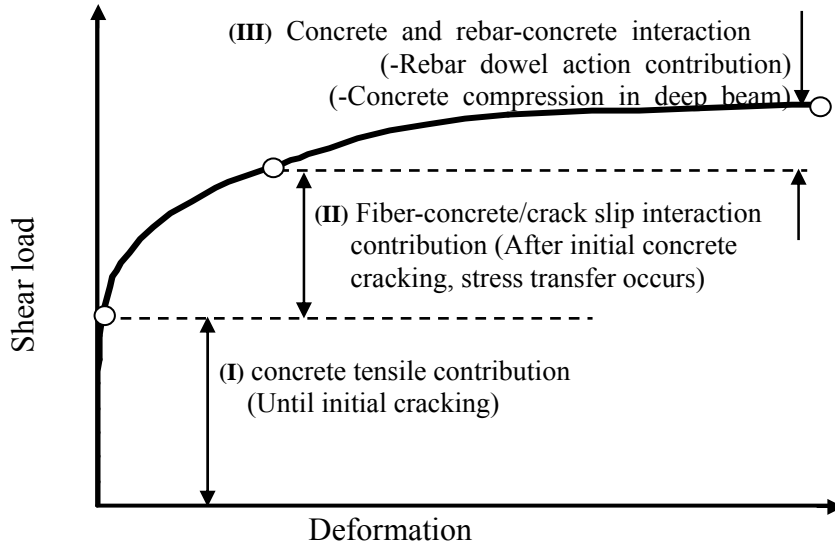 (III) Concrete and rebar-concrete interaction
(-Rebar dowel action contribution)
(-Concrete compression in deep beam)
(II) Fiber-concrete/crack slip interaction
contribution (After initial concrete
cracking, stress transfer occurs)
Shear load
(I) concrete tensile contribution
(Until initial cracking)
Deformation